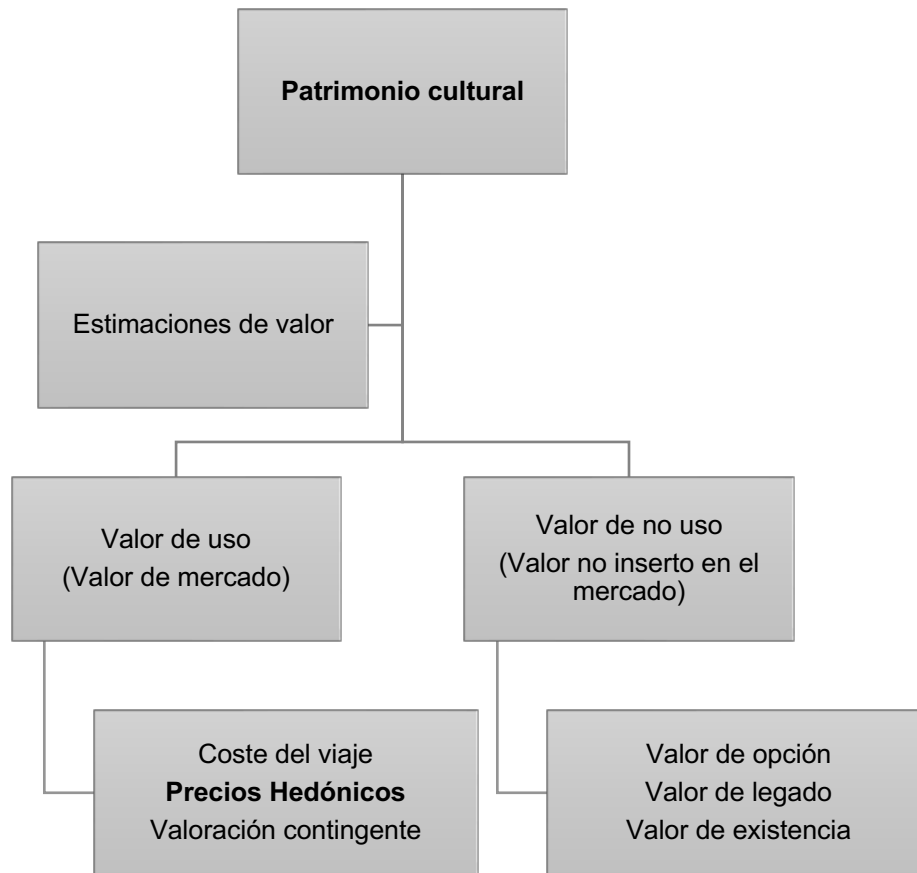 Patrimonio cultural
Estimaciones de valor
Valor de uso
(Valor de mercado)
Valor de no uso
(Valor no inserto en el
mercado)
Coste del viaje
Precios Hedónicos
Valoración contingente
Valor de opción
Valor de legado
Valor de existencia